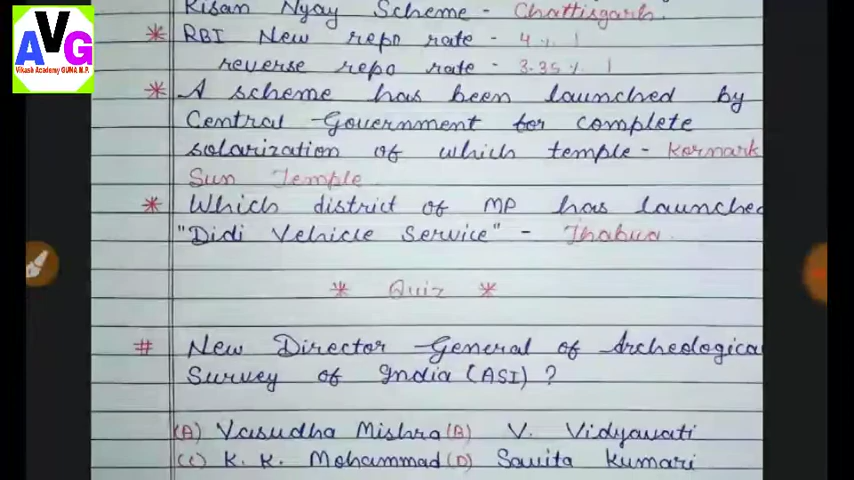 AVG
Vikash Academy GUNA M.P.
Kisan Nyay Scheme - Chattisgarh.
* RBI New repo rate - 4 %. |
reverse repo rate - 3.35 %. |
* A scheme has been launched by
Central Government for complete
solarization of which temple - Kornark
Sun Temple
* Which district of MP has launched
"Didi Vehicle Service" - Jhabua.
* Quiz *
# New Director General of Archeologica
Survey of India (ASI) ?
(A) Vasudha Mishra (B) V. Vidyawati
(C) K. K. Mohammad (D) Sawita Kumari